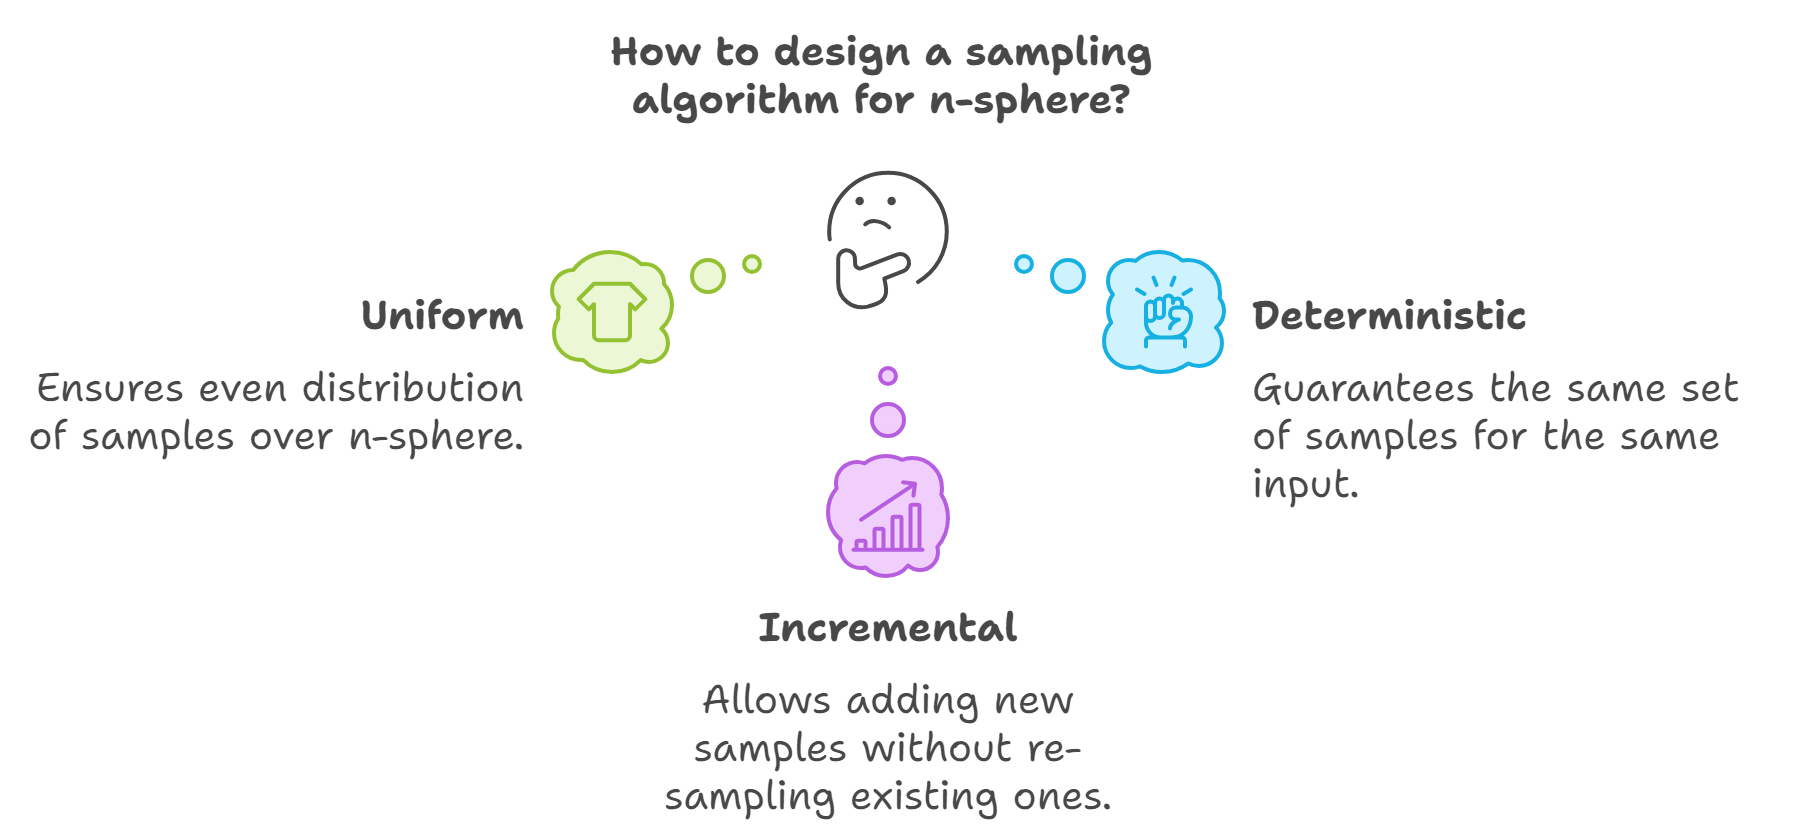 How to design a sampling
algorithm for n-sphere?
Uniform
Ensures even distribution
of samples over n-sphere.
Deterministic
Guarantees the same set
of samples for the same
input.
Incremental
Allows adding new
samples without re-
sampling existing ones.